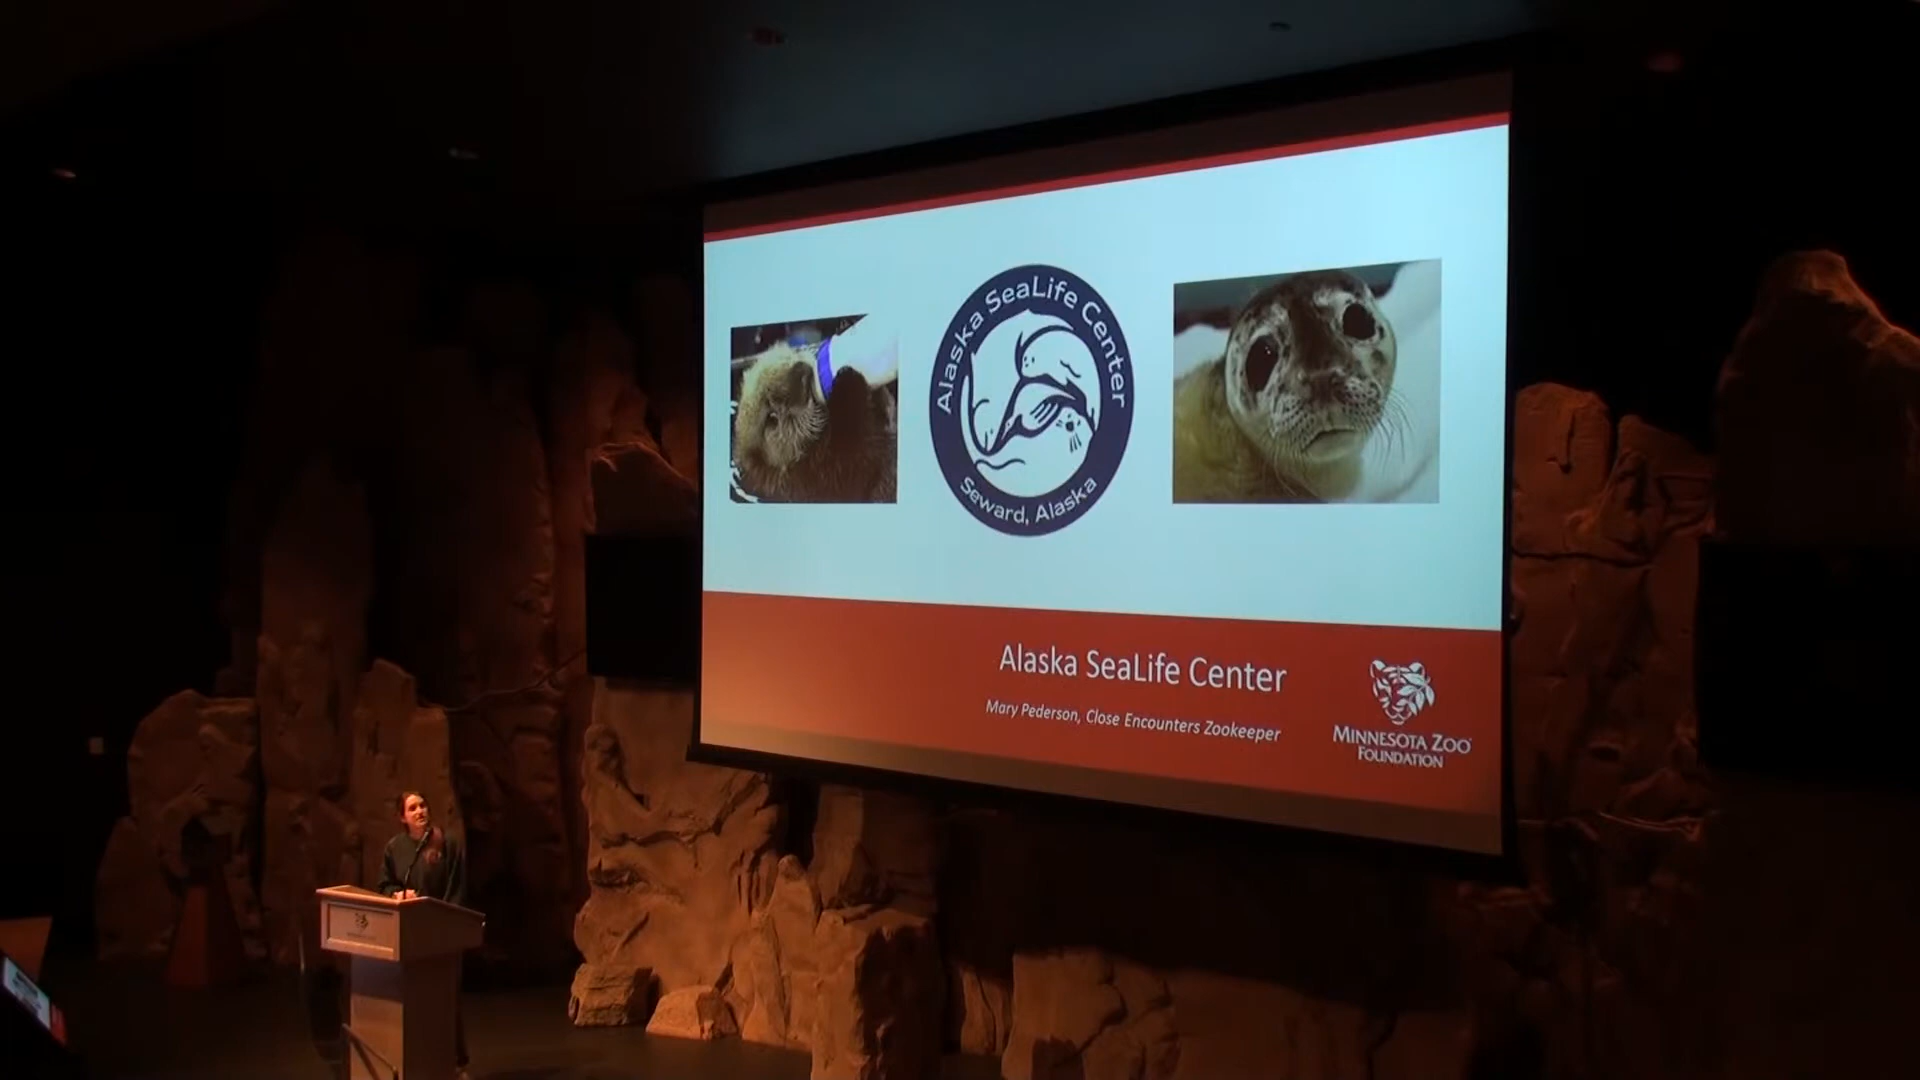 Alaska SeaLife Center
Seward, Alaska
Alaska SeaLife Center
Mary Pederson, Close Encounters Zookeeper
MINNESOTA ZOO
FOUNDATION